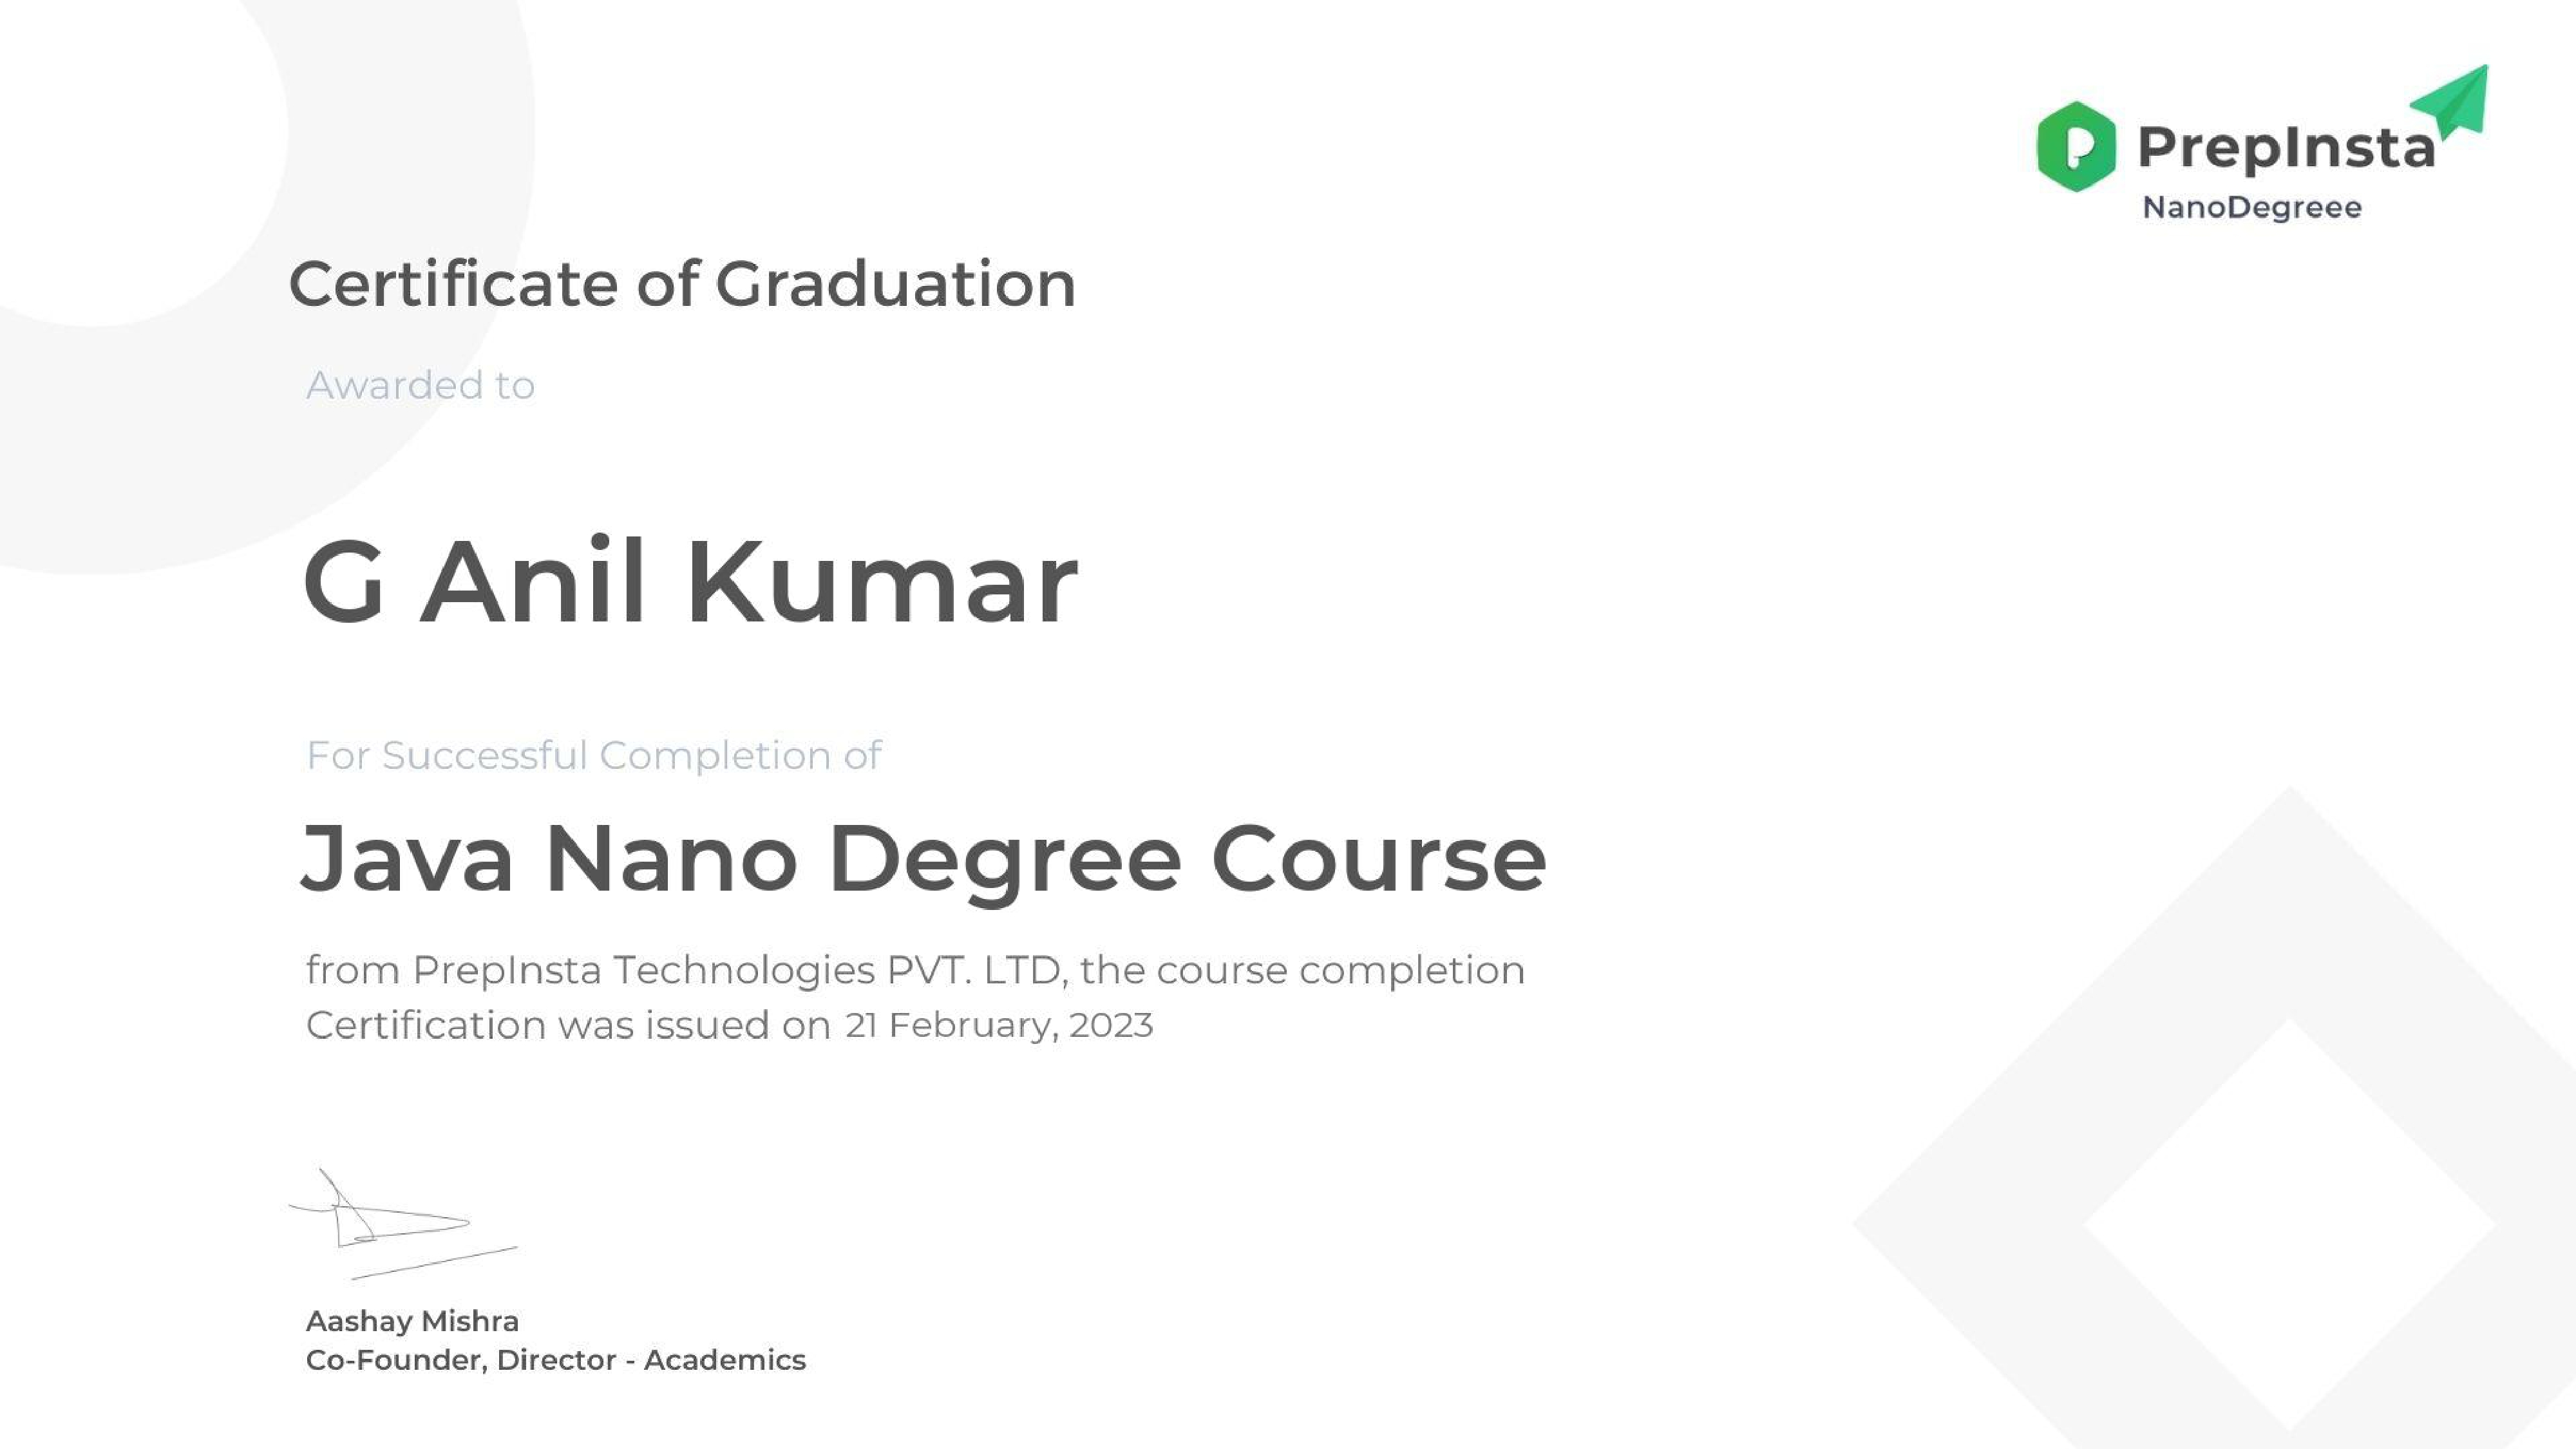 PrepInsta
NanoDegreee
Certificate of Graduation
Awarded to
G Anil Kumar
For Successful Completion of
Java Nano Degree Course
from PrepInsta Technologies PVT. LTD, the course completion
Certification was issued on 21 February, 2023
Aashay Mishra
Co-Founder, Director - Academics